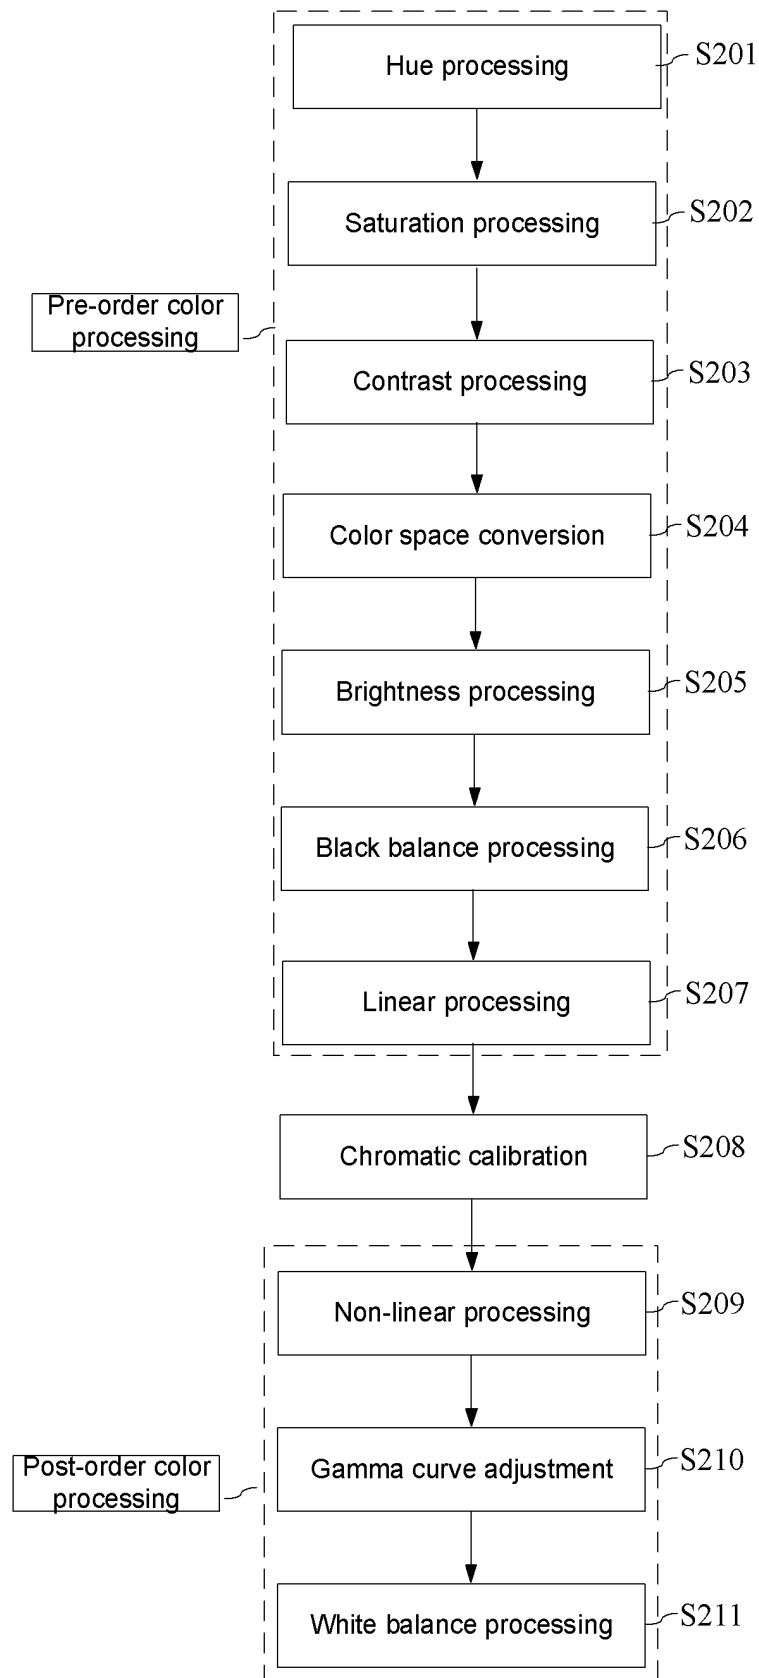 Hue processing
S201
Saturation processing
S202
Pre-order color
processing
Contrast processing
S203
Color space conversion
S204
Brightness processing
S205
Black balance processing
S206
Linear processing
S207
Chromatic calibration
S208
Non-linear processing
S209
Post-order color
processing
Gamma curve adjustment
S210
White balance processing
S211